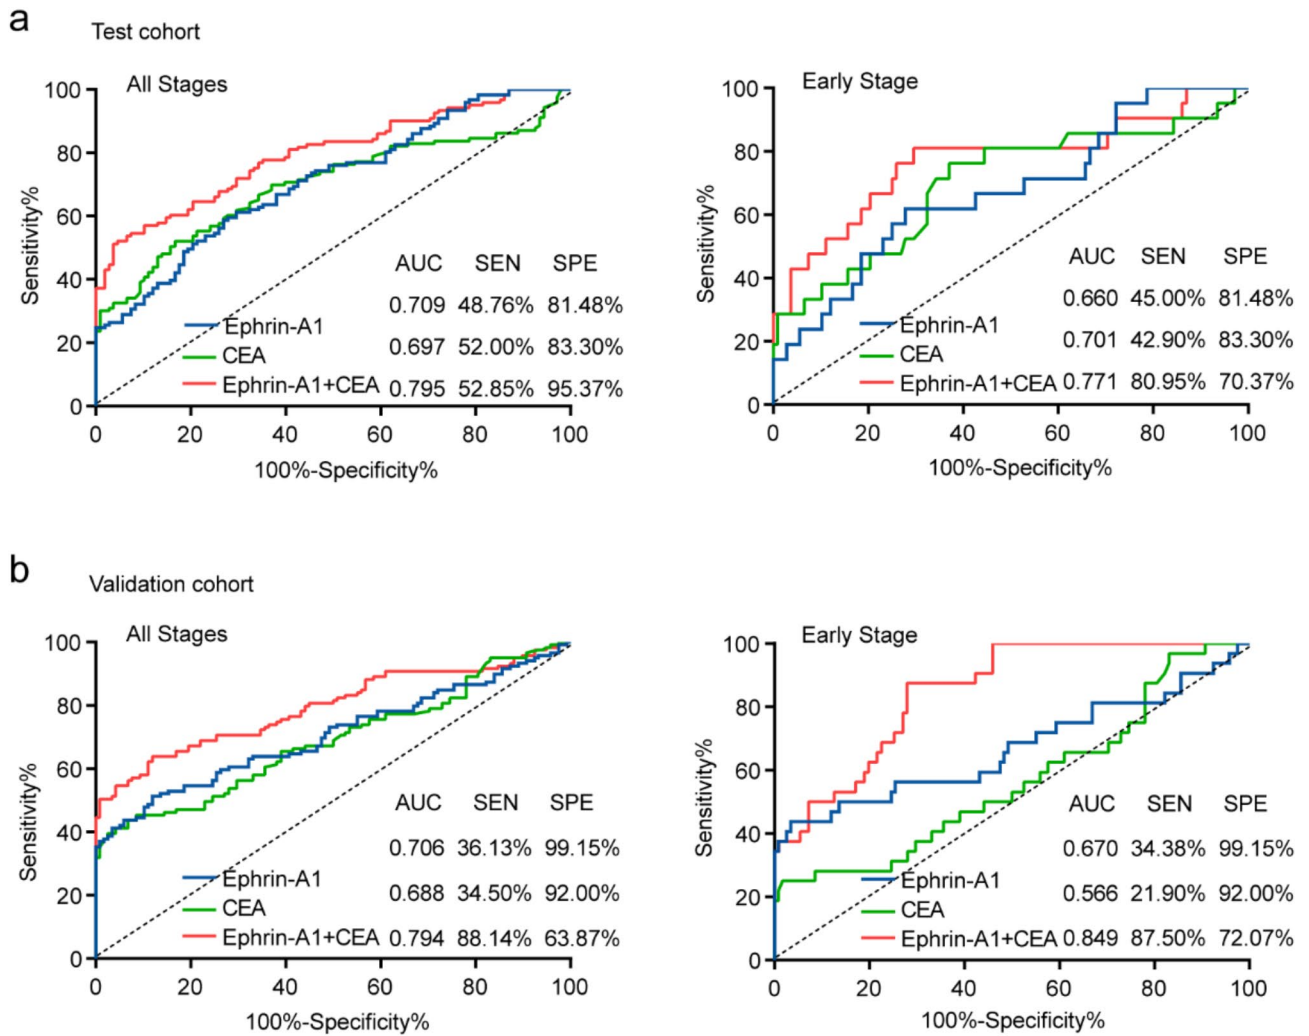 a
Test cohort
All Stages
Sensitivity%
100
80
60
40
20
0
AUC SEN SPE
0.709 48.76% 81.48%
Ephrin-A1
0.697 52.00% 83.30%
CEA
Ephrin-A1+CEA 0.795 52.85% 95.37%
0 20 40 60 80 100
100%-Specificity%
Early Stage
Sensitivity%
100
80
60
40
20
0
AUC SEN SPE
0.660 45.00% 81.48%
Ephrin-A1
0.701 42.90% 83.30%
CEA
Ephrin-A1+CEA 0.771 80.95% 70.37%
0 20 40 60 80 100
100%-Specificity%
b
Validation cohort
All Stages
Sensitivity%
100
80
60
40
20
0
AUC SEN SPE
0.706 36.13% 99.15%
Ephrin-A1
0.688 34.50% 92.00%
CEA
Ephrin-A1+CEA 0.794 88.14% 63.87%
0 20 40 60 80 100
100%-Specificity%
Early Stage
Sensitivity%
100
80
60
40
20
0
AUC SEN SPE
0.670 34.38% 99.15%
Ephrin-A1
0.566 21.90% 92.00%
CEA
Ephrin-A1+CEA 0.849 87.50% 72.07%
0 20 40 60 80 100
100%-Specificity%